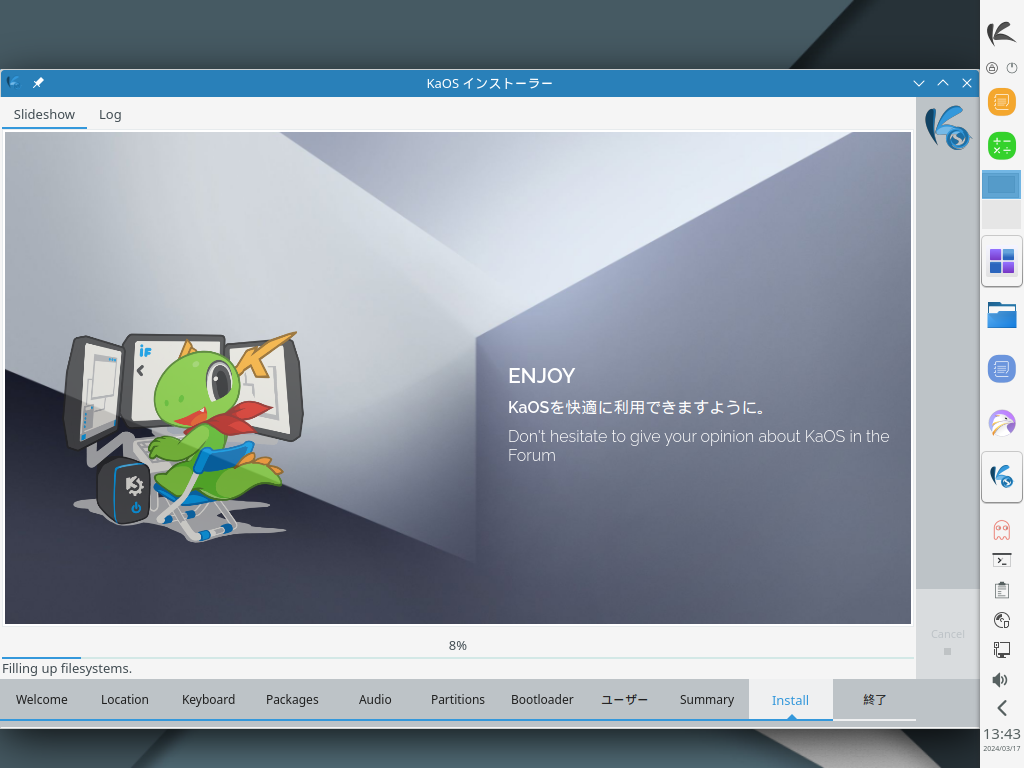 KaOS インストーラー
Slideshow Log
iF
ENJOY
KaOSを快適に利用できますように。
Don't hesitate to give your opinion about KaOS in the
Forum
8%
Cancel
Filling up filesystems.
Welcome Location Keyboard Packages Audio Partitions Bootloader ユーザー Summary Install 終了
13:43
2024/03/17